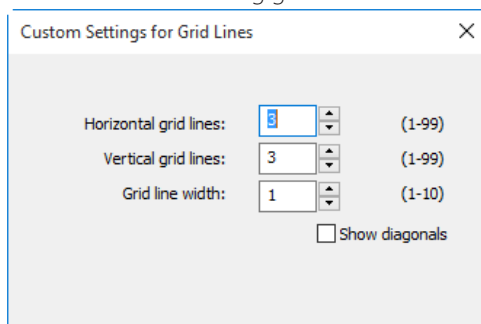 Custom Settings for Grid Lines
Horizontal grid lines: 3 (1-99)
Vertical grid lines: 3 (1-99)
Grid line width: 1 (1-10)
Show diagonals